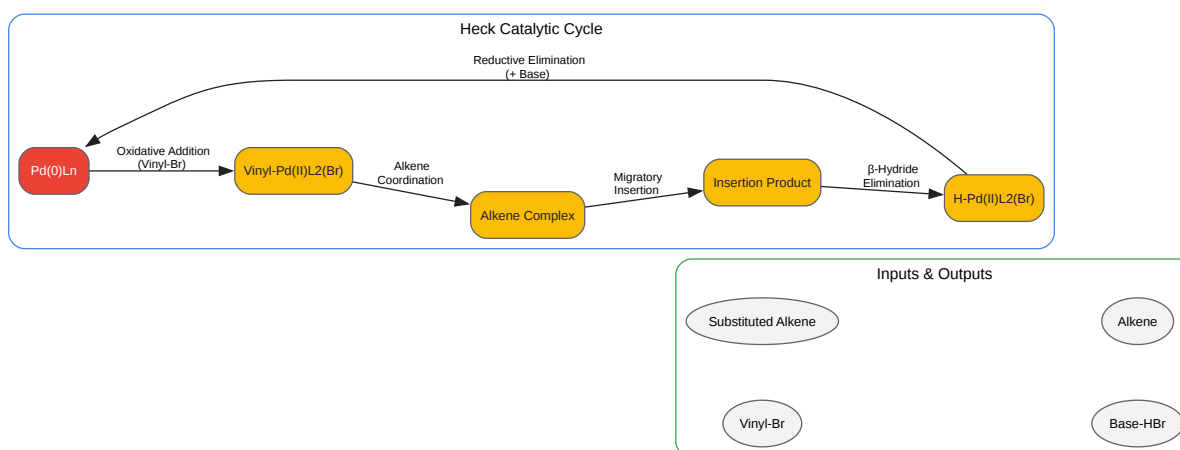 Heck Catalytic Cycle
Reductive Elimination
(+ Base)
Pd(0)Ln
Oxidative Addition
(Vinyl-Br)
Vinyl-Pd(II)L2(Br)
Alkene
Coordination
Alkene Complex
Migratory
Insertion
Insertion Product
β-Hydride
Elimination
H-Pd(II)L2(Br)
Inputs & Outputs
Substituted Alkene
Alkene
Vinyl-Br
Base-HBr